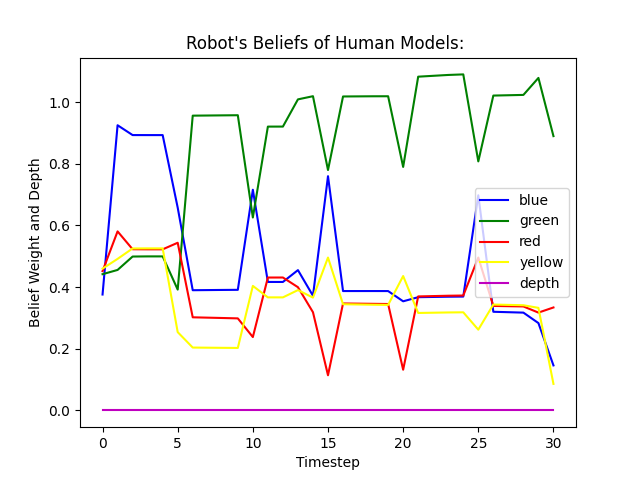 Robot's Beliefs of Human Models:
Belief Weight and Depth
1.0
0.8
0.6
0.4
0.2
0.0
blue
green
red
yellow
depth
0 5 10 15 20 25 30
Timestep